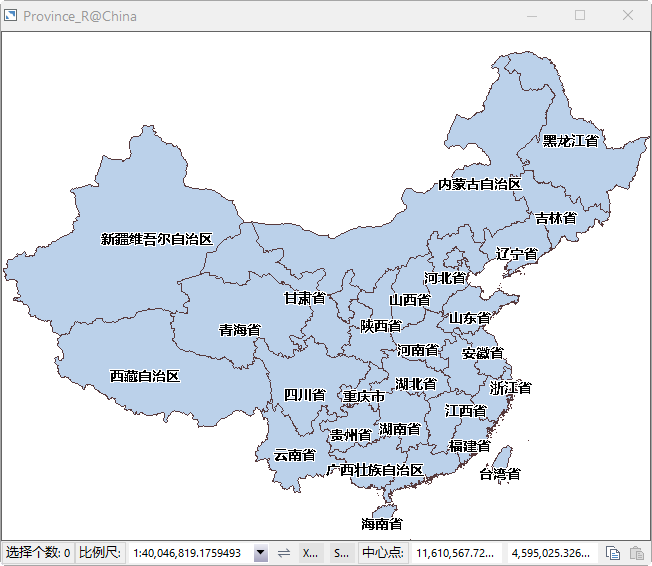 Province_R@China
黑龙江省
内蒙古自治区
吉林省
新疆维吾尔自治区
辽宁省
河北省
甘肃省
山西省
山东省
陕西省
青海省
河南省
安徽省
西藏自治区
湖北省
浙江省
四川省
重庆市
江西省
湖南省
贵州省
福建省
云南省
广西壮族自治区
台湾省
海南省
选择个数: 0 比例尺: 1:40,046,819.1759493 X... S... 中心点: 11,610,567.72... 4,595,025.326...